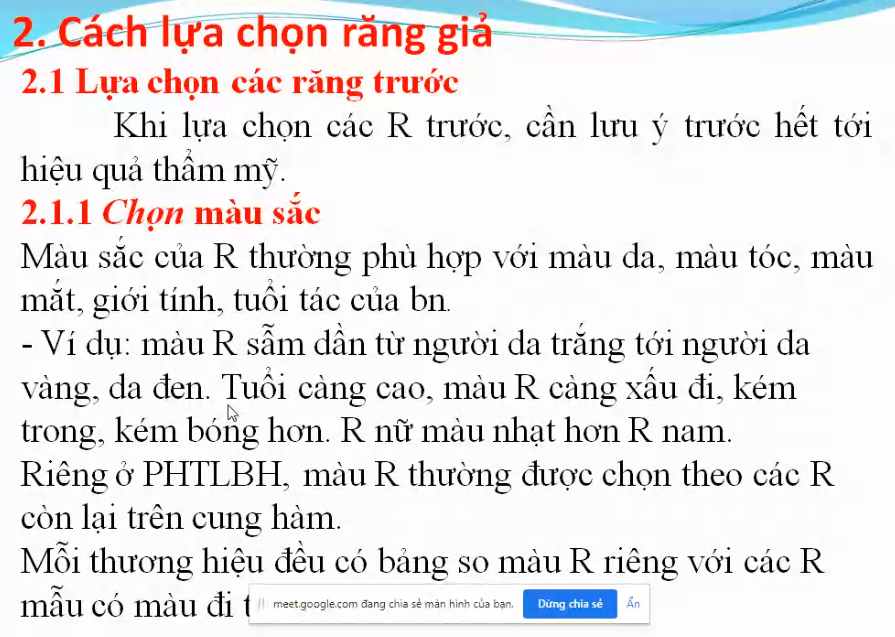 2. Cách lựa chọn răng giả
2.1 Lựa chọn các răng trước
Khi lựa chọn các R trước, cần lưu ý trước hết tới
hiệu quả thẩm mỹ.
2.1.1 Chọn màu sắc
Màu sắc của R thường phù hợp với màu da, màu tóc, màu
mắt, giới tính, tuổi tác của bn.
- Ví dụ: màu R sẫm dần từ người da trắng tới người da
vàng, da đen. Tuổi càng cao, màu R càng xấu đi, kém
trong, kém bóng hơn. R nữ màu nhạt hơn R nam.
Riêng ở PHTLBH, màu R thường được chọn theo các R
còn lại trên cung hàm.
Mỗi thương hiệu đều có bảng so màu R riêng với các R
mẫu có màu đi
meet.google.com đang chia sẻ màn hình của bạn. Dừng chia sẻ Ẩn